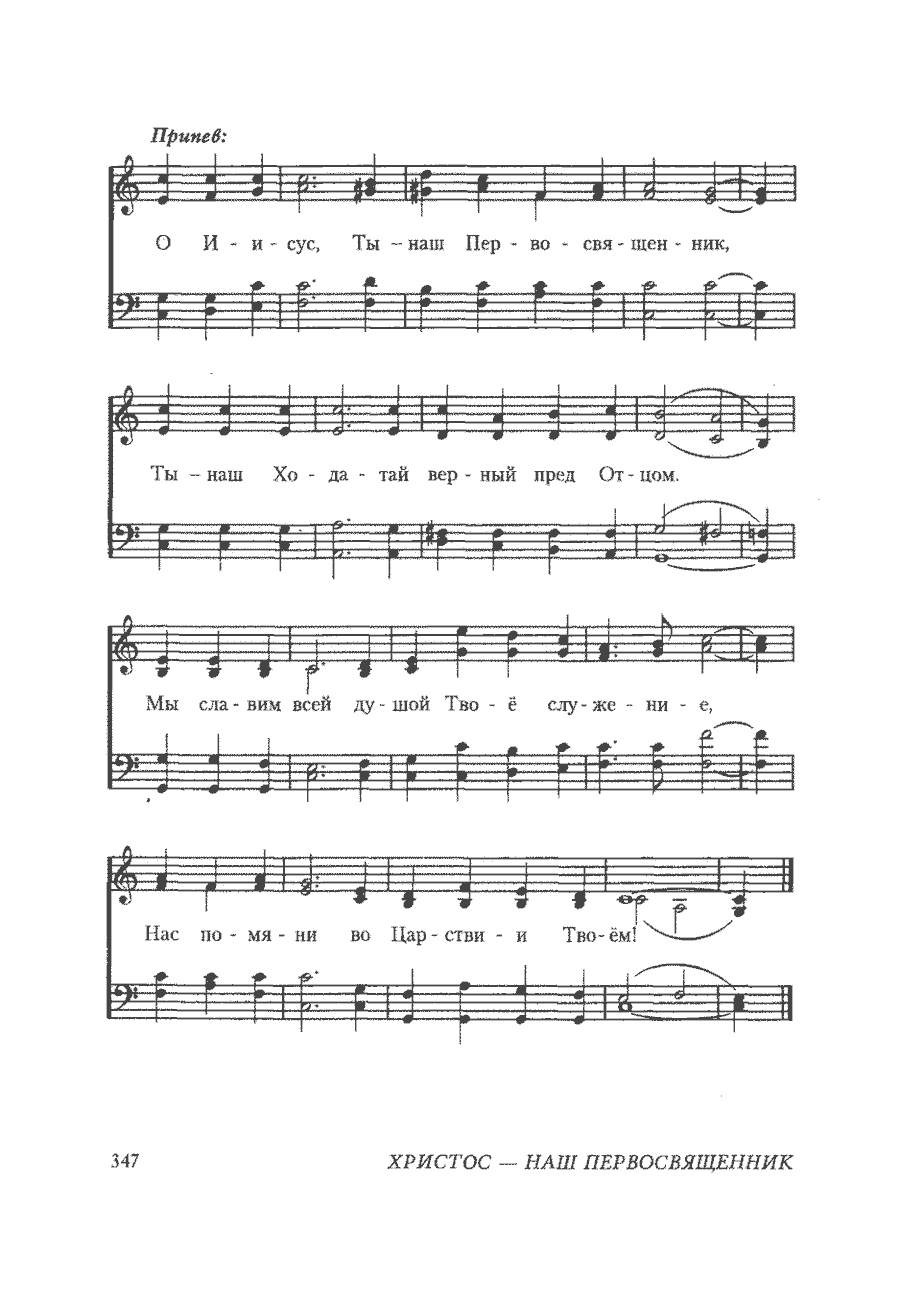 Припев:
О И - и - сус, Ты – наш Пер - во - свя - щен - ник,
Ты – наш Хо - да - тай вер - ный пред От - цом.
Мы сла - вим всей ду - шой Тво - ё слу - же - ни - е,
Нас по - мя - ни во Цар - стви - и Тво - ём!
347 ХРИСТОС — НАШ ПЕРВОСВЯЩЕННИК